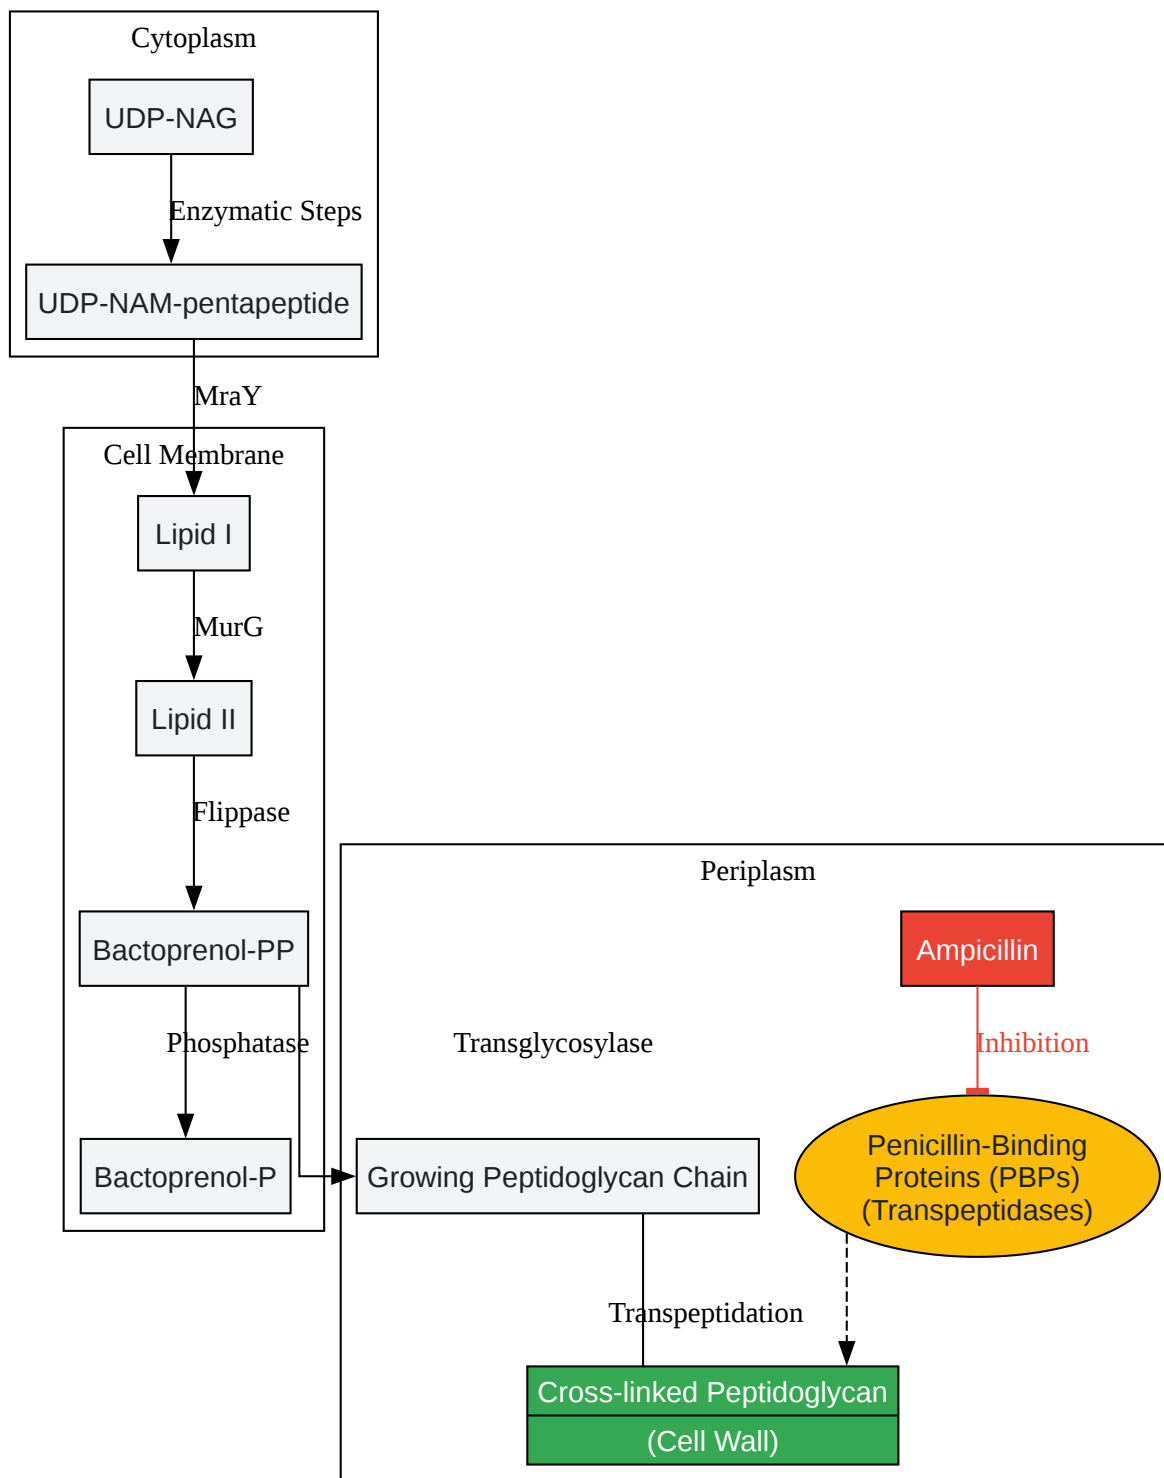 Cytoplasm
UDP-NAG
Enzymatic Steps
UDP-NAM-pentapeptide
MraY
Cell Membrane
Lipid I
MurG
Lipid II
Flippase
Periplasm
Bactoprenol-PP
Ampicillin
Phosphatase
Transglycosylase
Inhibition
Bactoprenol-P
Growing Peptidoglycan Chain
Penicillin-Binding
Proteins (PBPs)
(Transpeptidases)
Transpeptidation
Cross-linked Peptidoglycan
(Cell Wall)